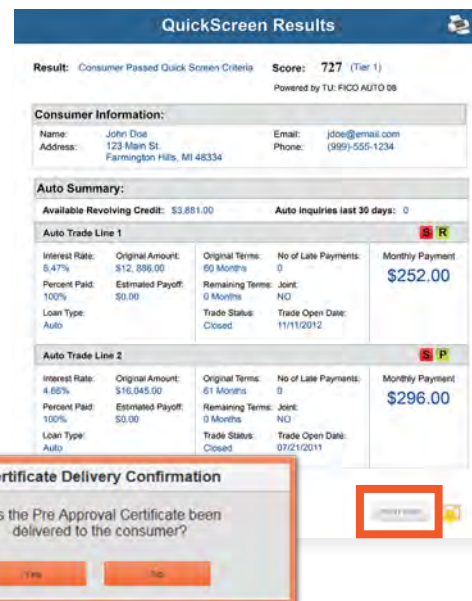 QuickScreen Results
Result: Consumer Passed Quick Screen Criteria Score: 727 (Tier 1)
Powered by TU: FICO AUTO 08
Consumer Information:
Name: John Doe Email: jdoe@email.com
Address: 123 Main St. Phone: (999)-555-1234
Farmington Hills, MI 48334
Auto Summary:
Available Revolving Credit: $3,881.00 Auto Inquiries last 30 days: 0
Auto Trade Line 1 S R
Interest Rate: Original Amount: Original Terms: No of Late Payments: Monthly Payment
6.47% $12, 886.00 60 Months 0 $252.00
Percent Paid: Estimated Payoff: Remaining Terms: Joint:
100% $0.00 0 Months NO
Loan Type: Trade Status: Trade Open Date:
Auto Closed 11/11/2012
Auto Trade Line 2 S P
Interest Rate: Original Amount: Original Terms: No of Late Payments: Monthly Payment
4.66% $16,045.00 61 Months 0 $296.00
Percent Paid: Estimated Payoff: Remaining Terms: Joint:
100% $0.00 0 Months NO
Loan Type: Trade Status: Trade Open Date:
Auto Closed 07/21/2011
rtificate Delivery Confirmation
s the Pre Approval Certificate been
delivered to the consumer?
Yes No